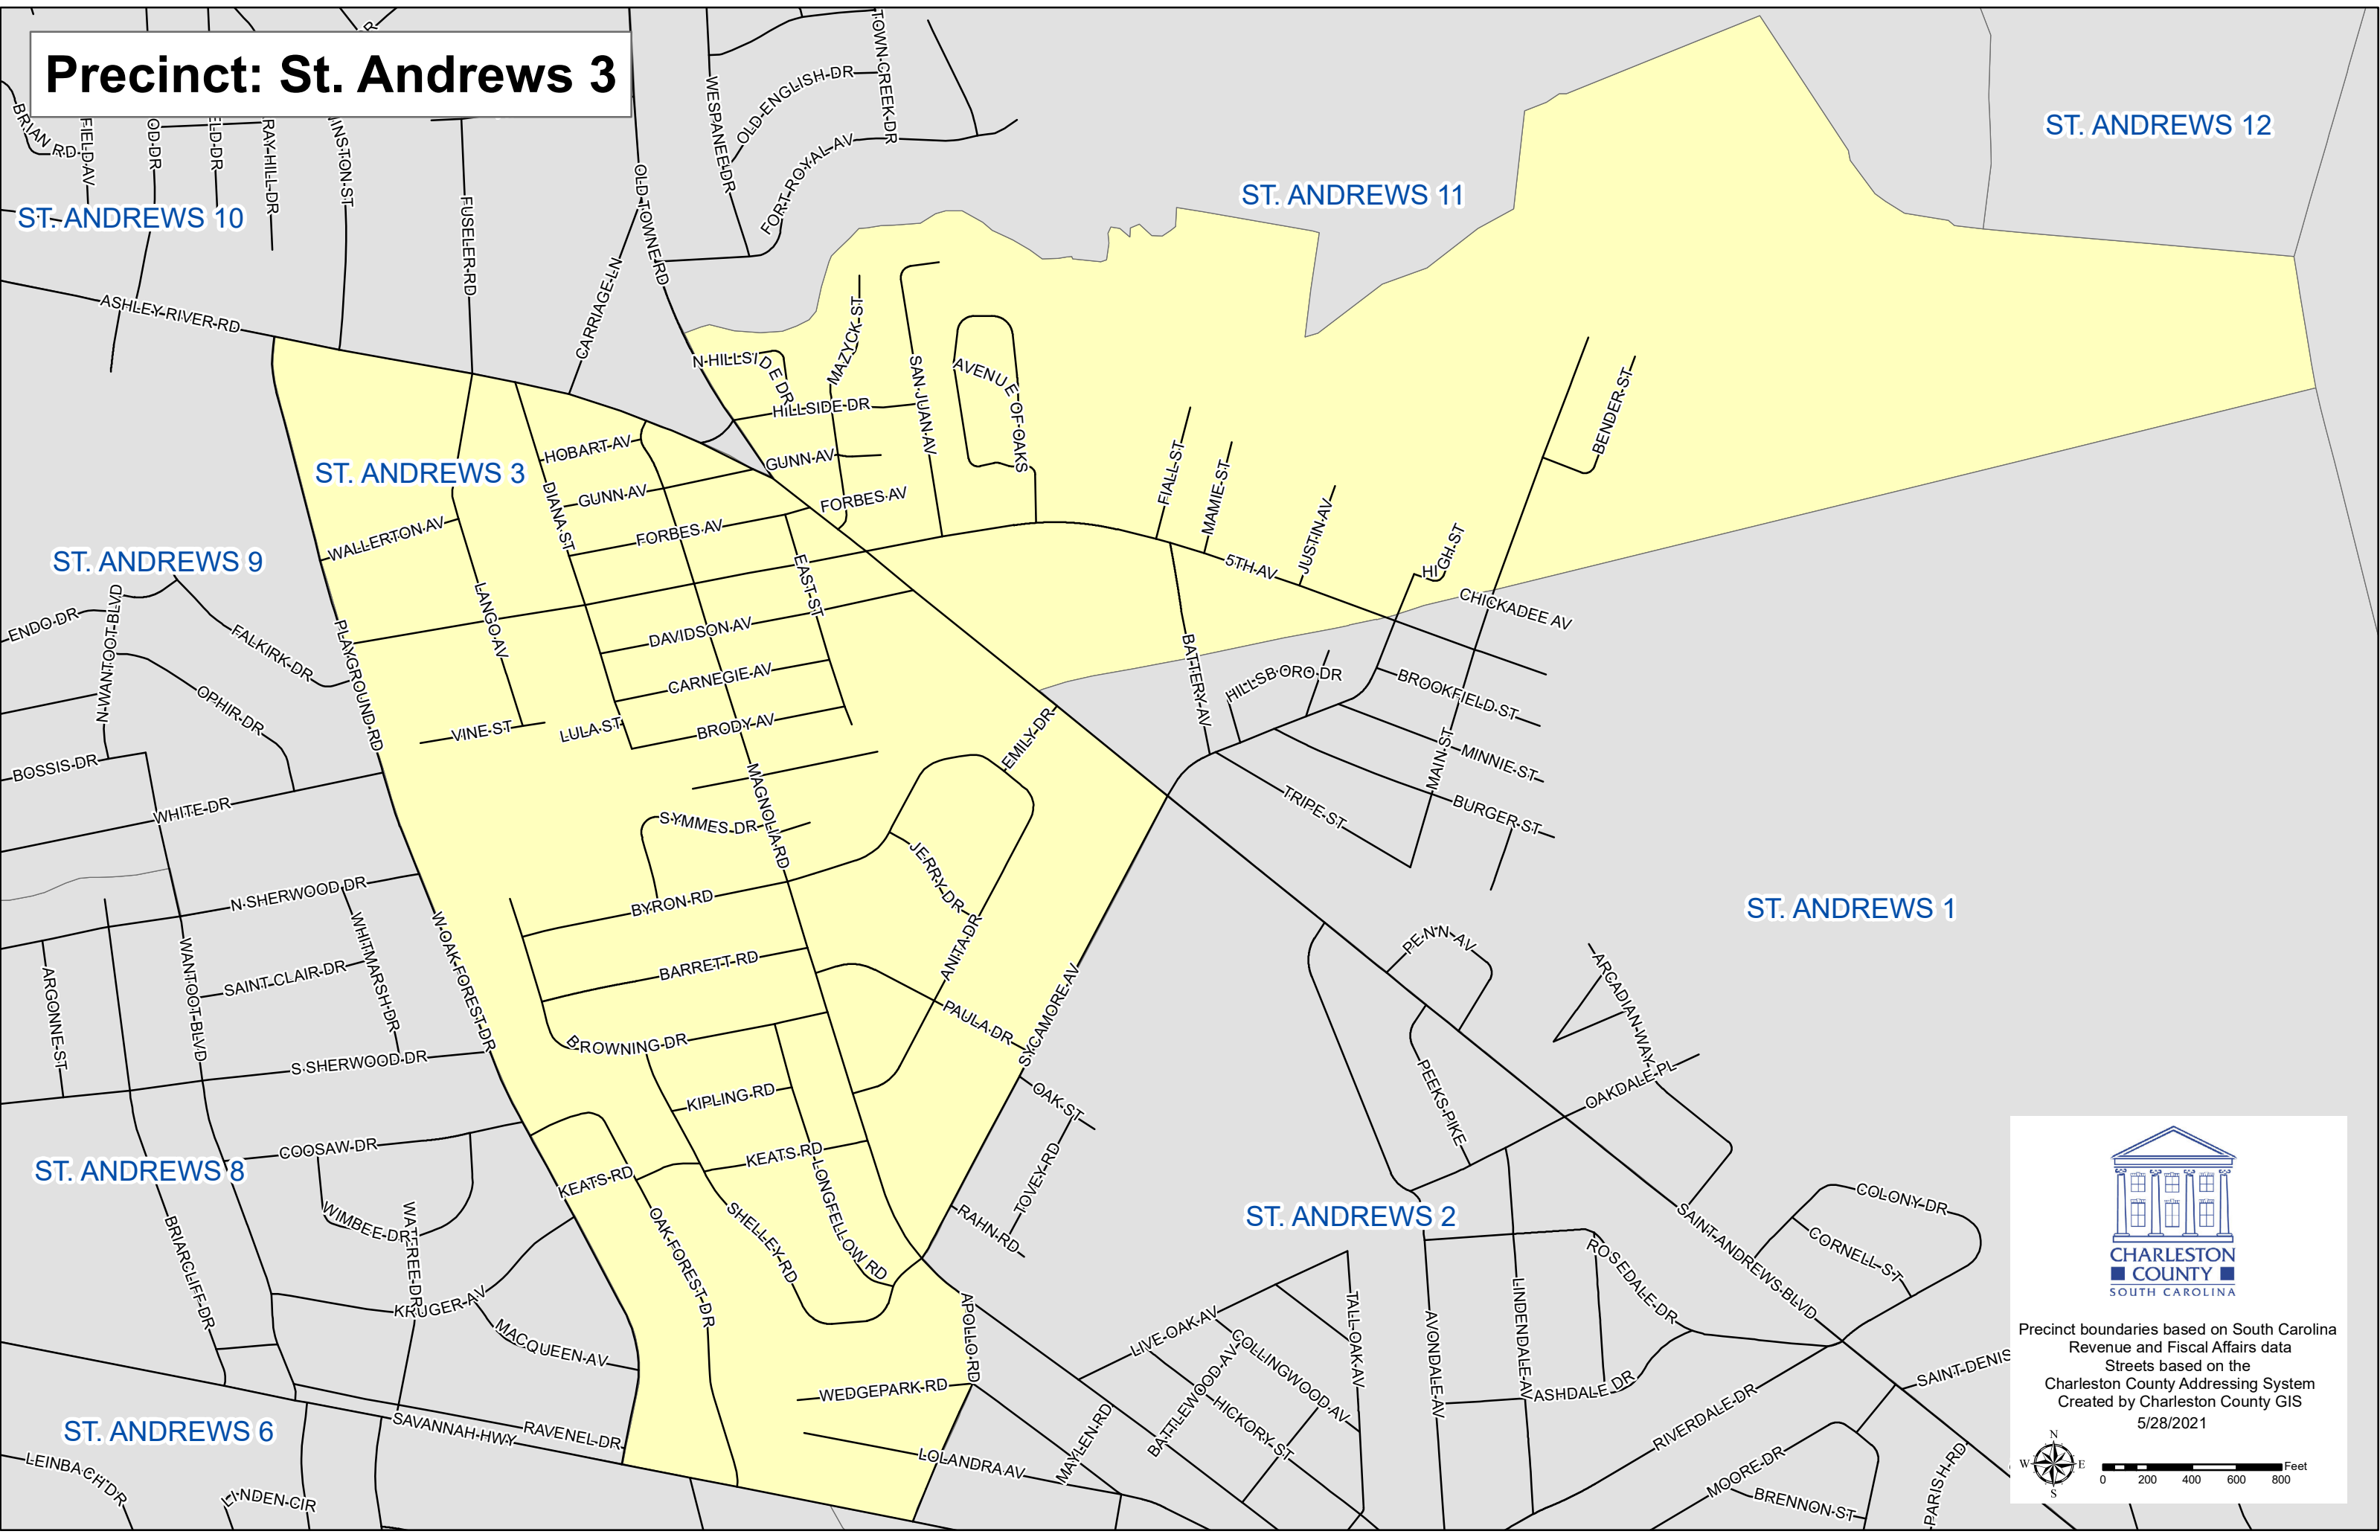 Precinct: St. Andrews 3
TOWN CREEK DR
OLD ENGLISH DR
WESPANEE DR
FORT ROYAL AV
OLD TOWNE RD
BRIAN RD
FIELD AV
OD DR
ELD DR
RAY HILL DR
INSTON ST
FUSELER RD
CARRIAGE LN
ST. ANDREWS 10
ST. ANDREWS 11
ST. ANDREWS 12
ASHLEY RIVER RD
N HILLSIDE DR
MAZYCK ST
HILLSIDE DR
SAN JUAN AV
AVENUE OF OAKS
BENDER ST
HOBART AV
GUNN AV
GUNN AV
ST. ANDREWS 3
DIANA ST
FORBES AV
FORBES AV
FIALL ST
MAMIE ST
JUSTIN AV
HIGH ST
WALLERTON AV
5TH AV
CHICKADEE AV
ST. ANDREWS 9
EAST ST
LANGO AV
ENDO DR
N WANTOOT BLVD
FALKIRK DR
PLAYGROUND RD
DAVIDSON AV
CARNEGIE AV
BATTERY AV
HILLSBORO DR
BROOKFIELD ST
OPHIR DR
VINE ST
LULA ST
BRODY AV
EMILY DR
MAIN ST
MINNIE ST
BOSSIS DR
WHITE DR
MAGNOLIA RD
SYMMES DR
TRIPE ST
BURGER ST
JERRY DR
N SHERWOOD DR
BYRON RD
ST. ANDREWS 1
W OAK FOREST DR
WHITMARSH DR
WANTOOT BLVD
SAINT CLAIR DR
ARGONNE ST
BARRETT RD
ANITA DR
PENN AV
ARCADIAN WAY
PAULA DR
SYCAMORE AV
BROWNING DR
S SHERWOOD DR
KIPLING RD
OAK ST
PEEKS PIKE
OAKDALE PL
COOSAW DR
KEATS RD
KEATS RD
ST. ANDREWS 8
LONGFELLOW RD
TOVEY RD
WIMBEE DR
WATEREE DR
OAK FOREST DR
SHELLEY RD
RAHN RD
ST. ANDREWS 2
SAINT ANDREWS BLVD
COLONY DR
CORNELL ST
BRIARCLIFF DR
KRUGER AV
MACQUEEN AV
APOLLO RD
LIVE OAK AV
COLLINGWOOD AV
TALL OAK AV
AVONDALE AV
LINDENDALE AV
ROSEDALE DR
ASHDALE DR
WEDGEPARK RD
BATTLEWOOD AV
HICKORY ST
MAYLEN RD
RIVERDALE DR
SAINT DENIS
ST. ANDREWS 6
SAVANNAH HWY
RAVENEL DR
LOLANDRA AV
LEINBACH DR
LINDEN CIR
MOORE DR
BRENNON ST
PARISH RD
CHARLESTON
COUNTY
SOUTH CAROLINA
Precinct boundaries based on South Carolina
Revenue and Fiscal Affairs data
Streets based on the
Charleston County Addressing System
Created by Charleston County GIS
5/28/2021
N
W E
S
Feet
0 200 400 600 800